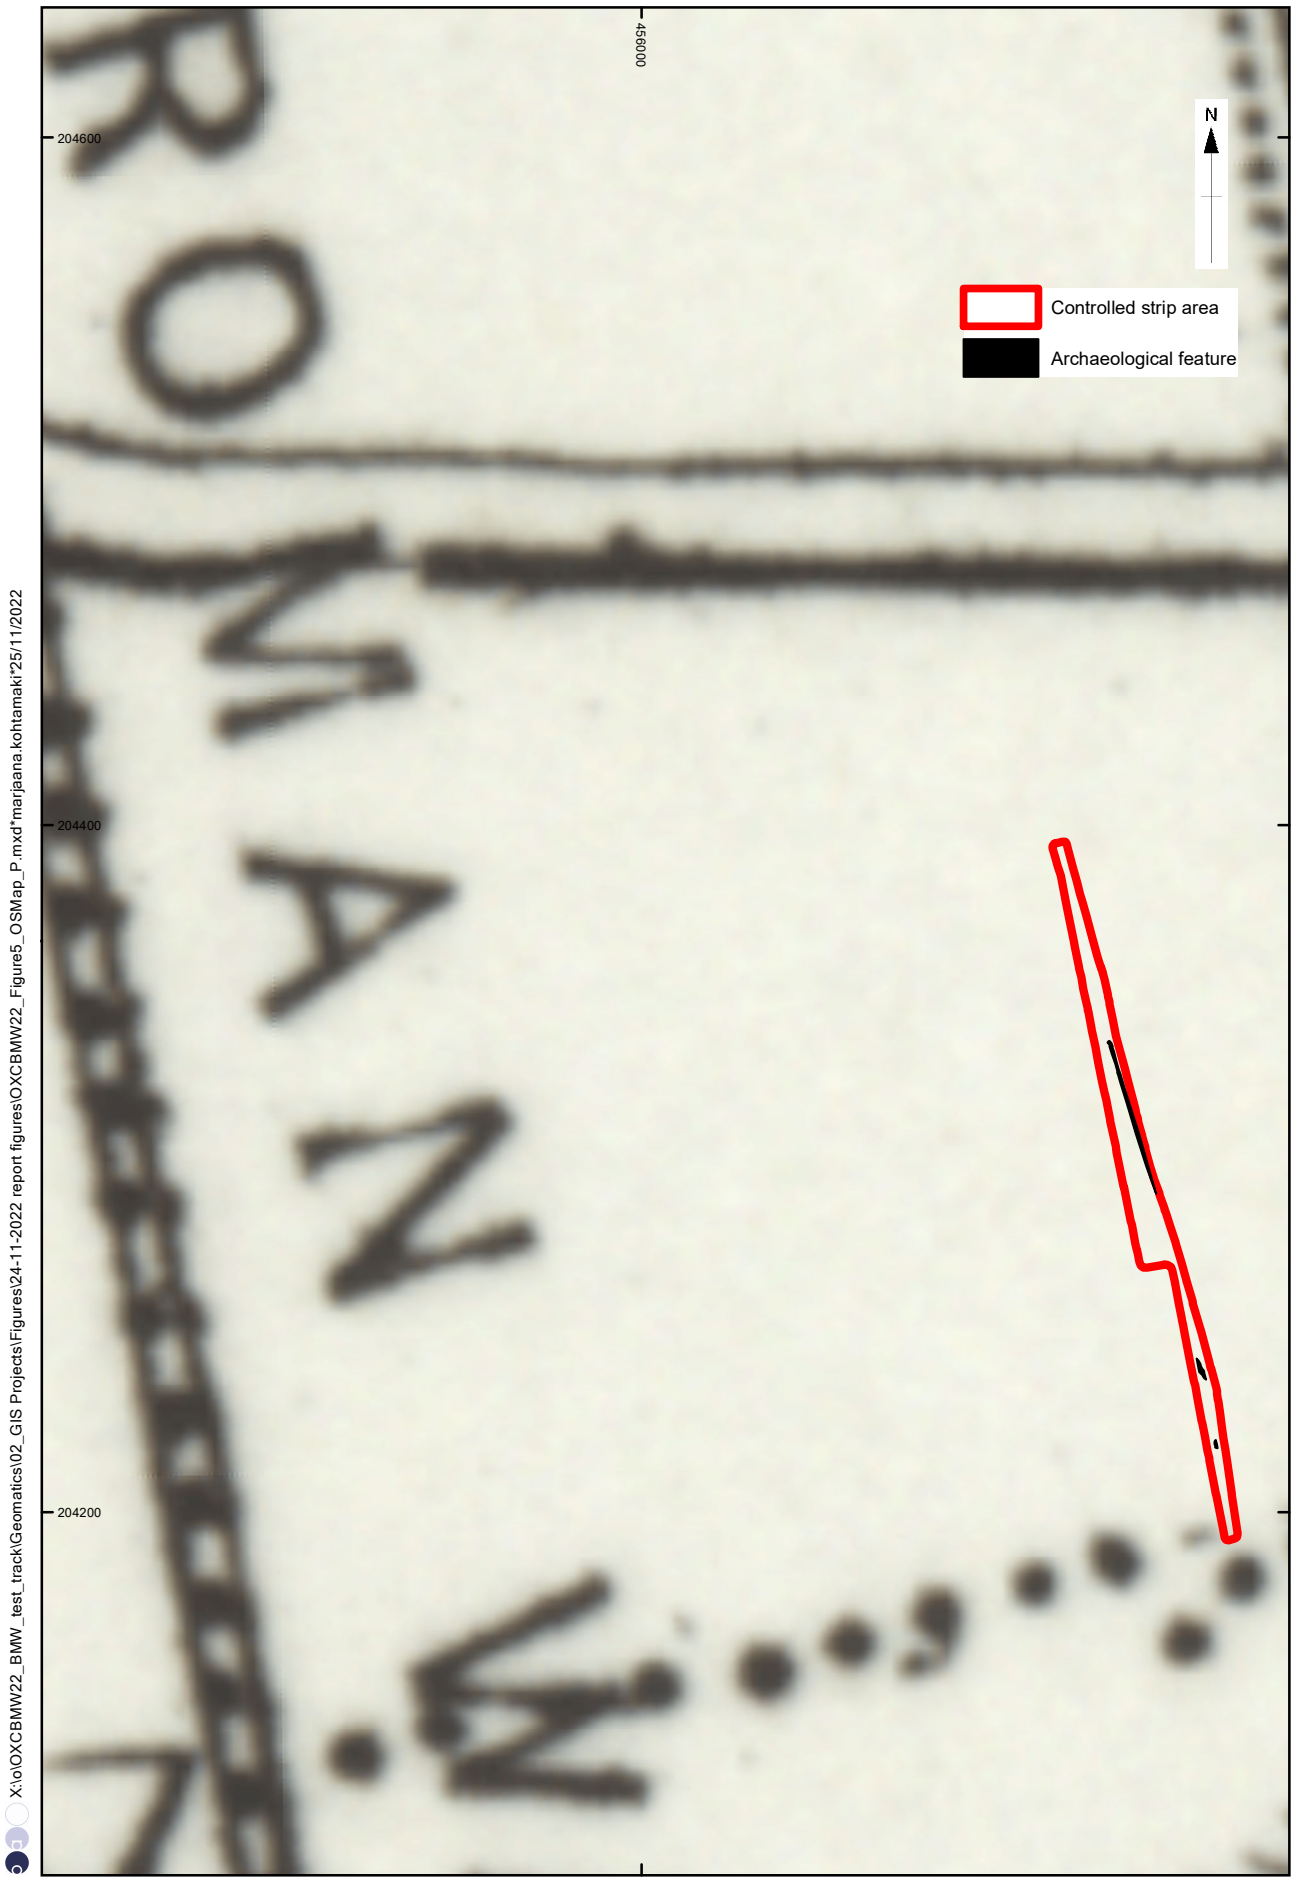 456000
204600
N
Controlled strip area
Archaeological feature
204400
204200
ROMAN
W
X:\o\OXCBMW22_BMW_test_track\Geomatics\02_GIS Projects\Figures\24-11-2022 report figures\OXCBMW22_Figure5_OSMap_P.mxd*marjaana.kohtamaki*25/11/2022
o a